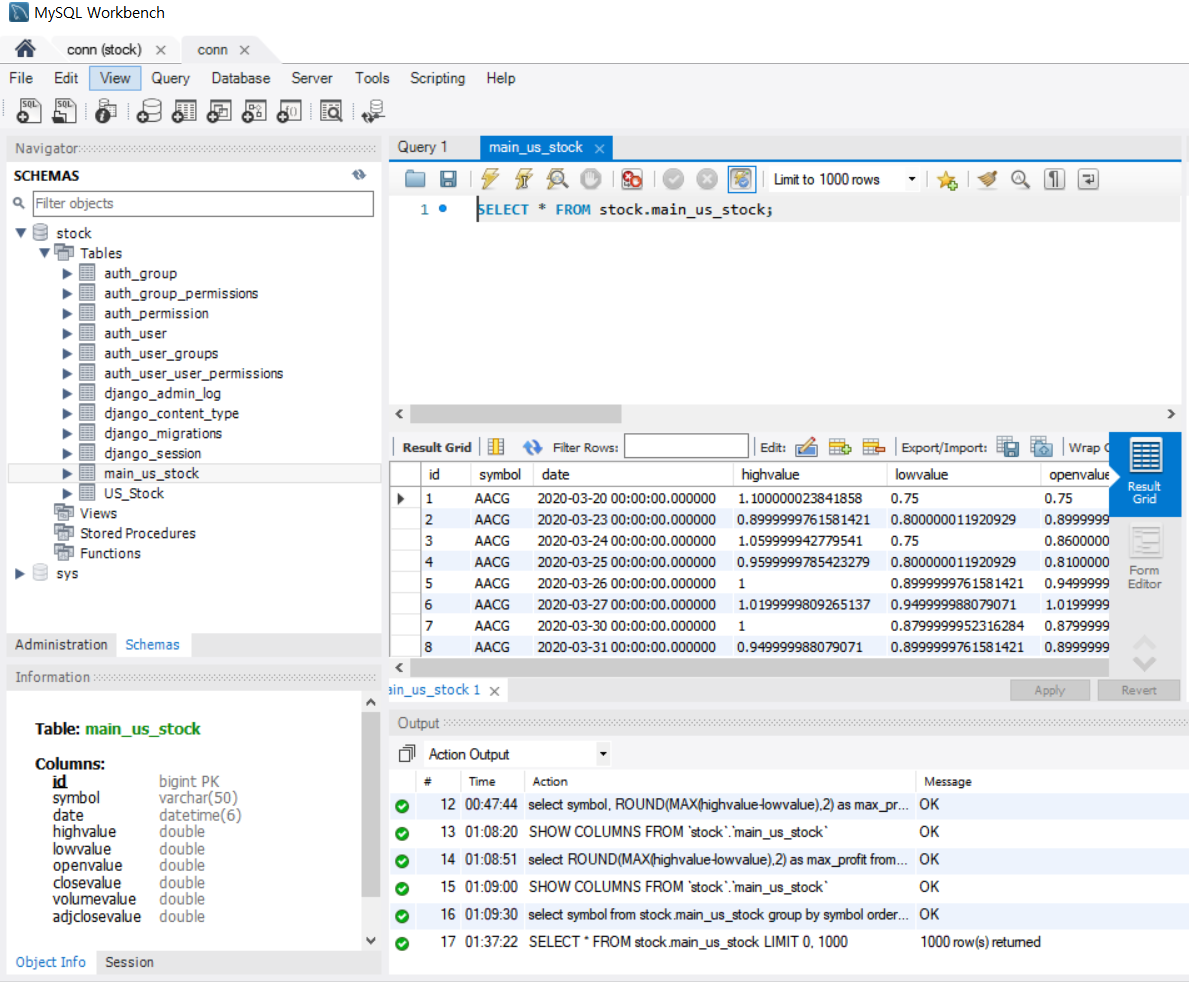 MySQL Workbench
conn (stock)
conn
File Edit View Query Database Server Tools Scripting Help
SQL SQL
Navigator
SCHEMAS
Filter objects
stock
Tables
auth_group
auth_group_permissions
auth_permission
auth_user
auth_user_groups
auth_user_user_permissions
django_admin_log
django_content_type
django_migrations
django_session
main_us_stock
US_Stock
Views
Stored Procedures
Functions
sys
Administration Schemas
Information
Table: main_us_stock
Columns:
id bigint PK
symbol varchar(50)
date datetime(6)
highvalue double
lowvalue double
openvalue double
closevalue double
volumevalue double
adjclosevalue double
Object Info Session
Query 1 main_us_stock
Limit to 1000 rows
1 SELECT * FROM stock.main_us_stock;
Result Grid Filter Rows: Edit: Export/Import: Wrap C
id symbol date highvalue lowvalue openvalue
1 AACG 2020-03-20 00:00:00.000000 1.100000023841858 0.75 0.75
2 AACG 2020-03-23 00:00:00.000000 0.8999999761581421 0.800000011920929 0.8999999
3 AACG 2020-03-24 00:00:00.000000 1.059999942779541 0.75 0.8600000
4 AACG 2020-03-25 00:00:00.000000 0.9599999785423279 0.800000011920929 0.8100000
5 AACG 2020-03-26 00:00:00.000000 1 0.8999999761581421 0.9499999
6 AACG 2020-03-27 00:00:00.000000 1.0199999809265137 0.949999988079071 1.0199999
7 AACG 2020-03-30 00:00:00.000000 1 0.8799999952316284 0.8799999
8 AACG 2020-03-31 00:00:00.000000 0.949999988079071 0.8999999761581421 0.8999999
Result Grid
Form Editor
ain_us_stock 1
Apply Revert
Output
Action Output
# Time Action Message
12 00:47:44 select symbol, ROUND(MAX(highvalue-lowvalue),2) as max_pr... OK
13 01:08:20 SHOW COLUMNS FROM `stock`.`main_us_stock` OK
14 01:08:51 select ROUND(MAX(highvalue-lowvalue),2) as max_profit from... OK
15 01:09:00 SHOW COLUMNS FROM `stock`.`main_us_stock` OK
16 01:09:30 select symbol from stock.main_us_stock group by symbol order... OK
17 01:37:22 SELECT * FROM stock.main_us_stock LIMIT 0, 1000 1000 row(s) returned